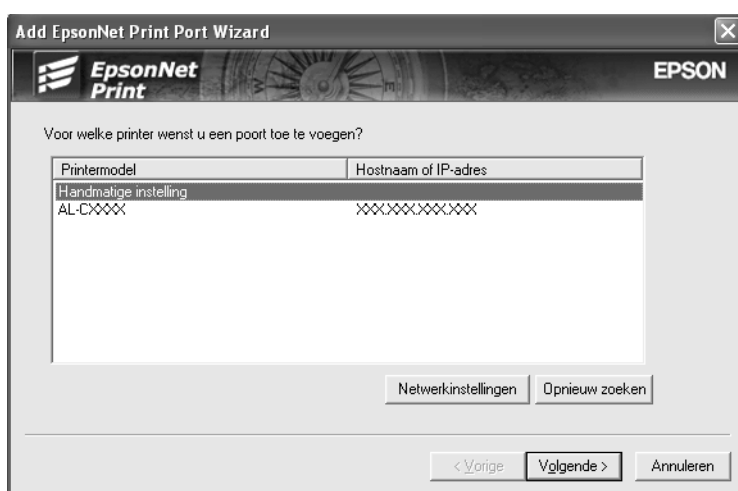 Add EpsonNet Print Port Wizard
EpsonNet
Print
EPSON
Voor welke printer wenst u een poort toe te voegen?
Printermodel Hostnaam of IP-adres
Handmatige instelling
AL-CXXXX XXX.XXX.XXX.XXX
Netwerkinstellingen Opnieuw zoeken
< Vorige Volgende > Annuleren